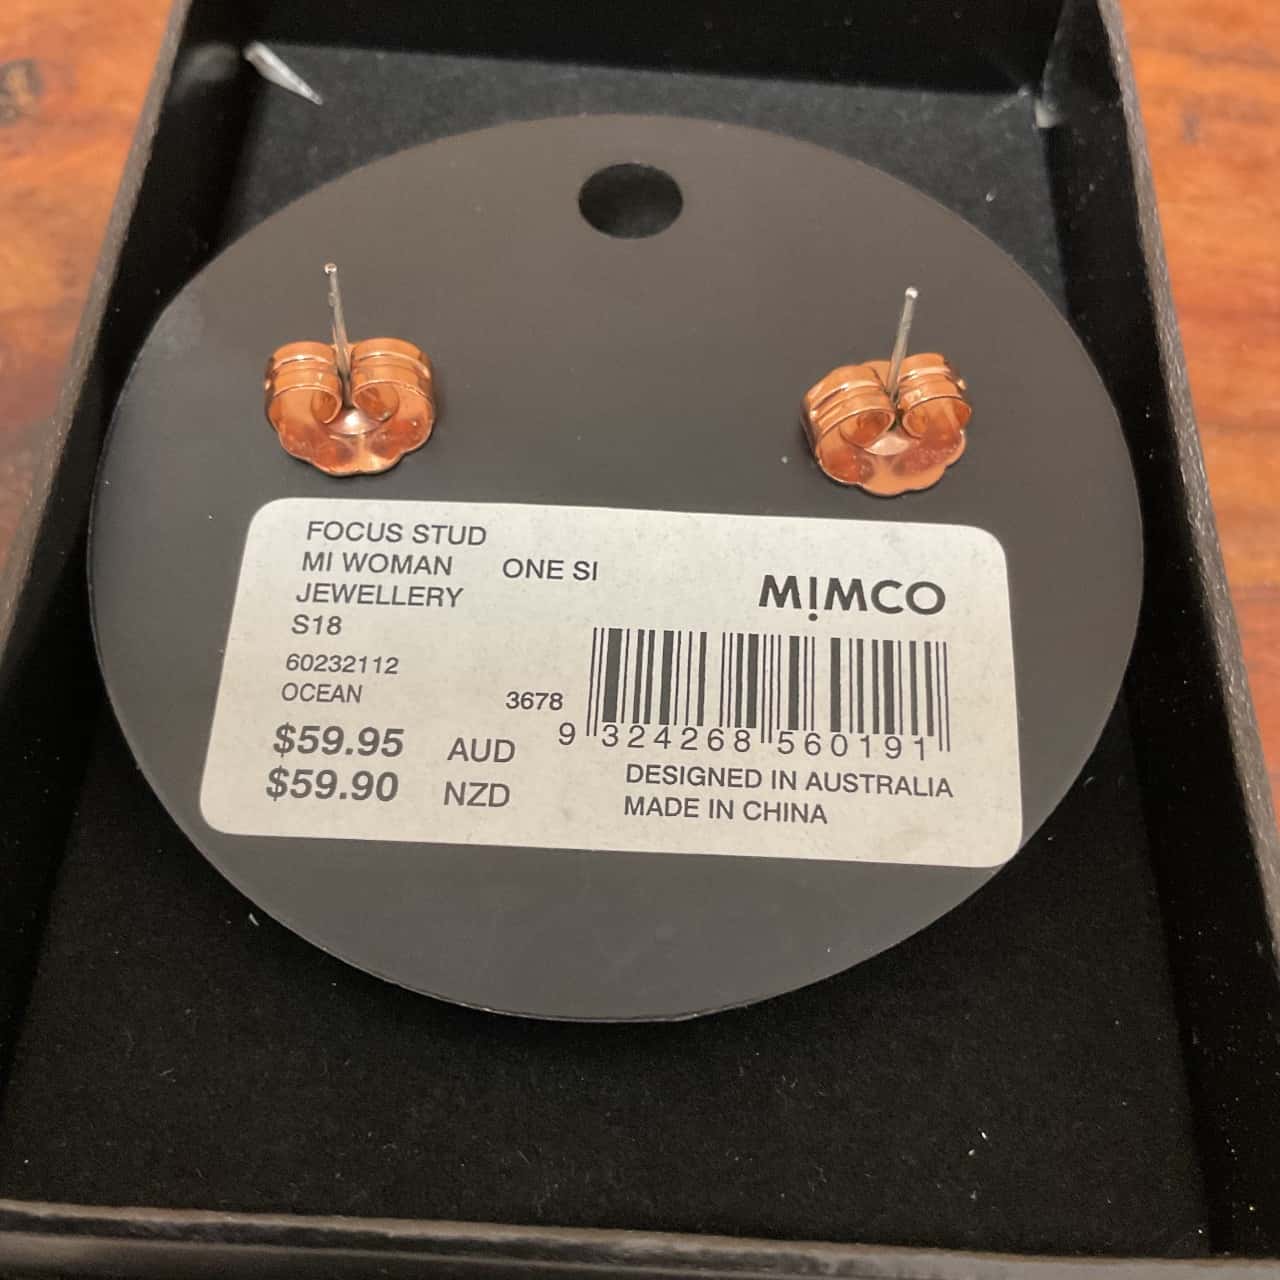 FOCUS STUD
MI WOMAN ONE SI
JEWELLERY
S18
60232112
OCEAN 3678
$59.95 AUD
$59.90 NZD
MIMCO
9 324268 560191
DESIGNED IN AUSTRALIA
MADE IN CHINA